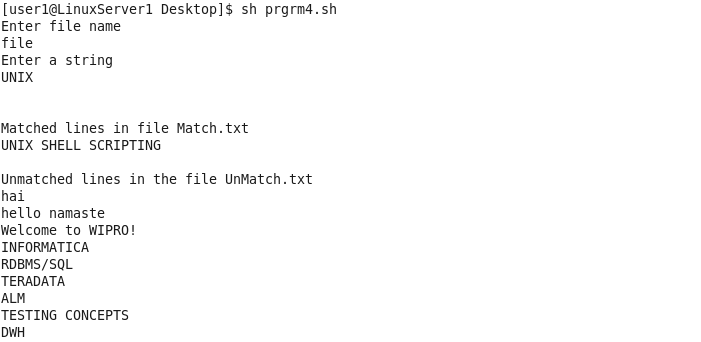 [user1@LinuxServer1 Desktop]$ sh prgrm4.sh
Enter file name
file
Enter a string
UNIX
Matched lines in file Match.txt
UNIX SHELL SCRIPTING
Unmatched lines in the file UnMatch.txt
hai
hello namaste
Welcome to WIPRO!
INFORMATICA
RDBMS/SQL
TERADATA
ALM
TESTING CONCEPTS
DWH